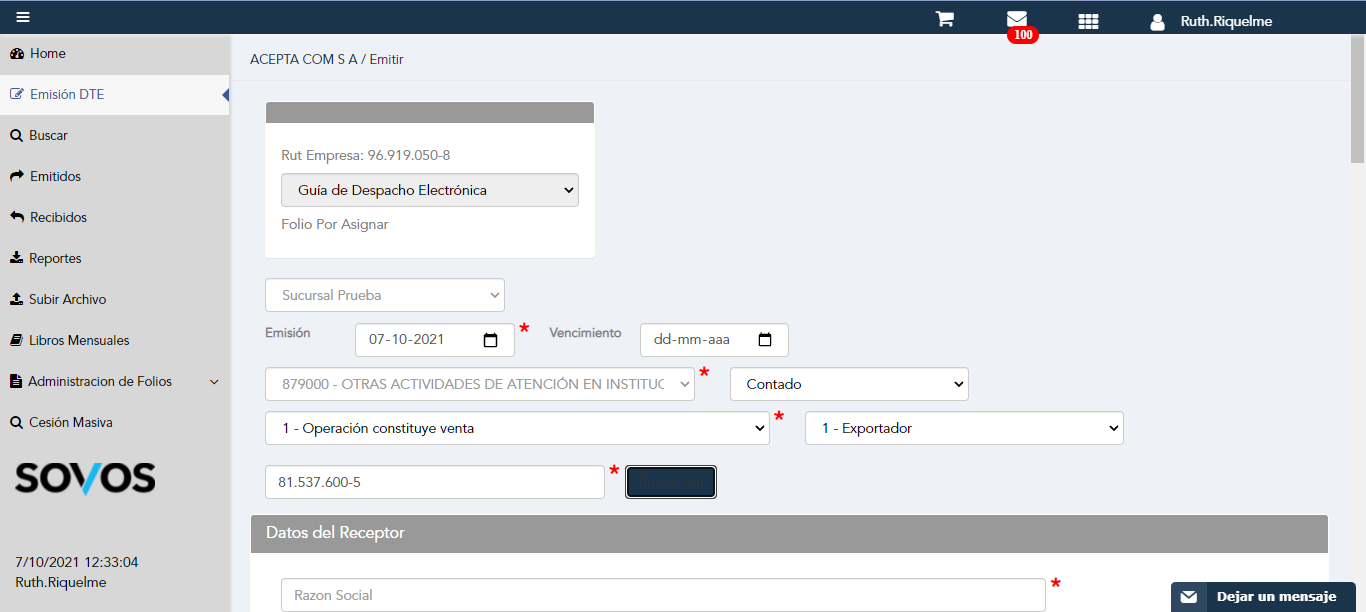 100
Ruth.Riquelme
Home
ACEPTA COM S A / Emitir
Emisión DTE
Buscar
Emitidos
Recibidos
Reportes
Subir Archivo
Libros Mensuales
Administracion de Folios
Cesión Masiva
SOVOS
7/10/2021 12:33:04
Ruth.Riquelme
Rut Empresa: 96.919.050-8
Guía de Despacho Electrónica
Folio Por Asignar
Sucursal Prueba
Emisión 07-10-2021 * Vencimiento dd-mm-aaa
879000 - OTRAS ACTIVIDADES DE ATENCIÓN EN INSTITUC * Contado
1 - Operación constituye venta * 1 - Exportador
81.537.600-5 *
Datos del Receptor
Razon Social *
Dejar un mensaje